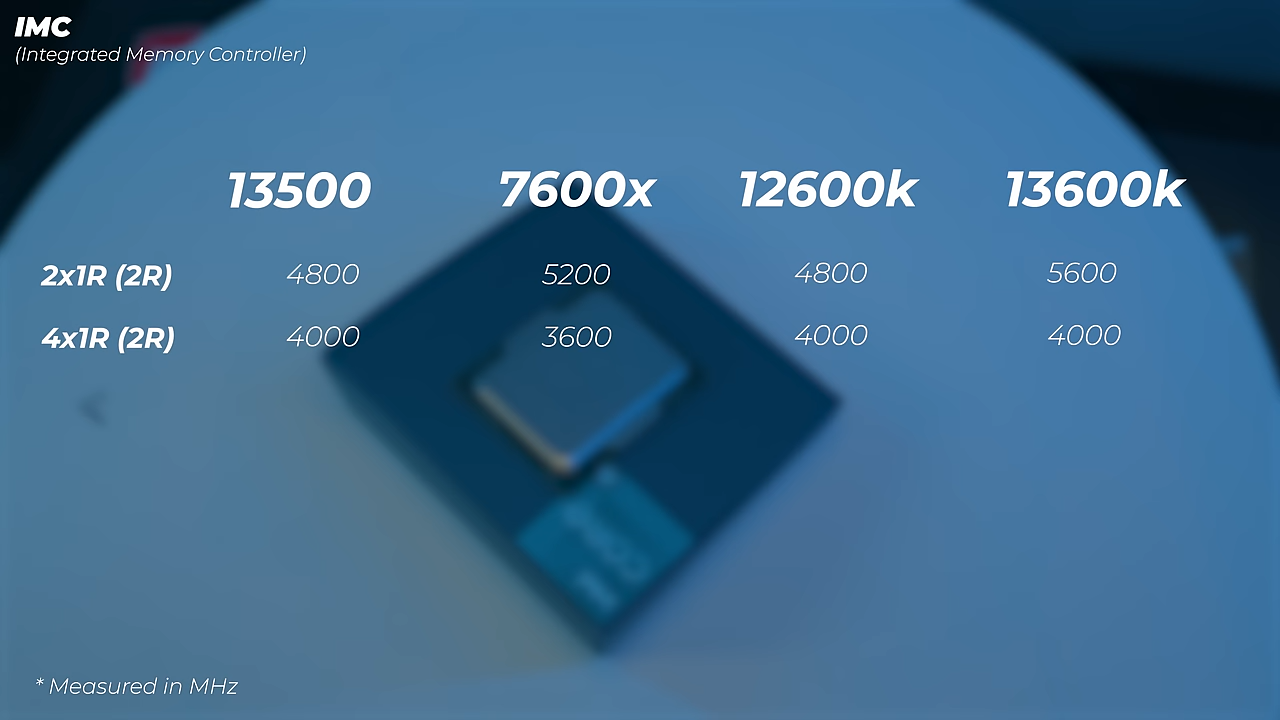 IMC
(Integrated Memory Controller)
13500 7600x 12600k 13600k
2x1R (2R) 4800 5200 4800 5600
4x1R (2R) 4000 3600 4000 4000
* Measured in MHz